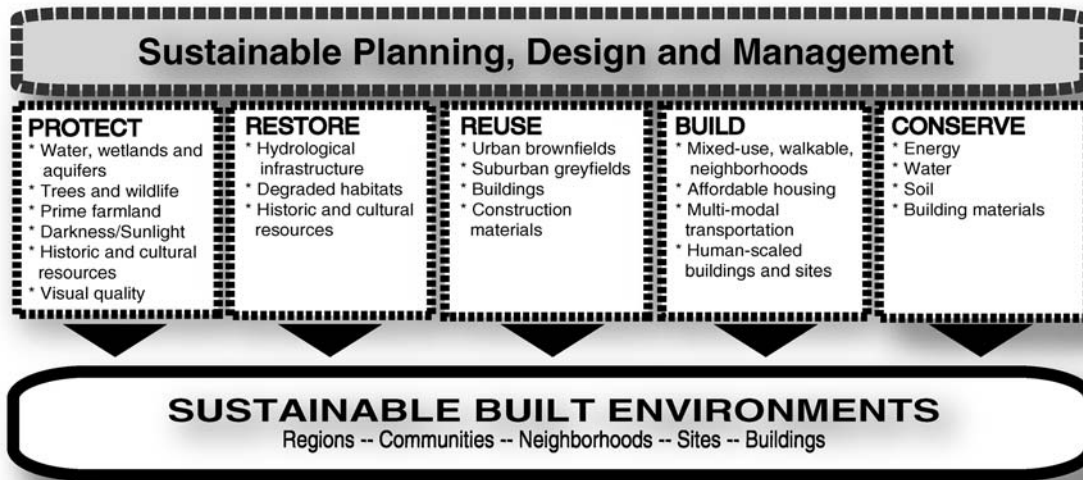 Sustainable Planning, Design and Management
PROTECT
* Water, wetlands and
aquifers
* Trees and wildlife
* Prime farmland
* Darkness/Sunlight
* Historic and cultural
resources
* Visual quality
RESTORE
* Hydrological
infrastructure
* Degraded habitats
* Historic and cultural
resources
REUSE
* Urban brownfields
* Suburban greyfields
* Buildings
* Construction
materials
BUILD
* Mixed-use, walkable,
neighborhoods
* Affordable housing
* Multi-modal
transportation
* Human-scaled
buildings and sites
CONSERVE
* Energy
* Water
* Soil
* Building materials
SUSTAINABLE BUILT ENVIRONMENTS
Regions -- Communities -- Neighborhoods -- Sites -- Buildings